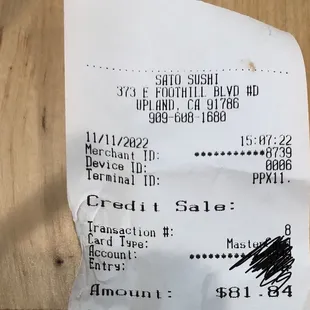 SATO SUSHI
373 E FOOTHILL BLVD #D
UPLAND, CA 91786
909-608-1680
11/11/2022 15:07:22
Merchant ID: **********8739
Device ID: 0006
Terminal ID: PPX11.
Credit Sale:
Transaction #: 8
Card Type:
Account:
Entry:
Amount: $81.84